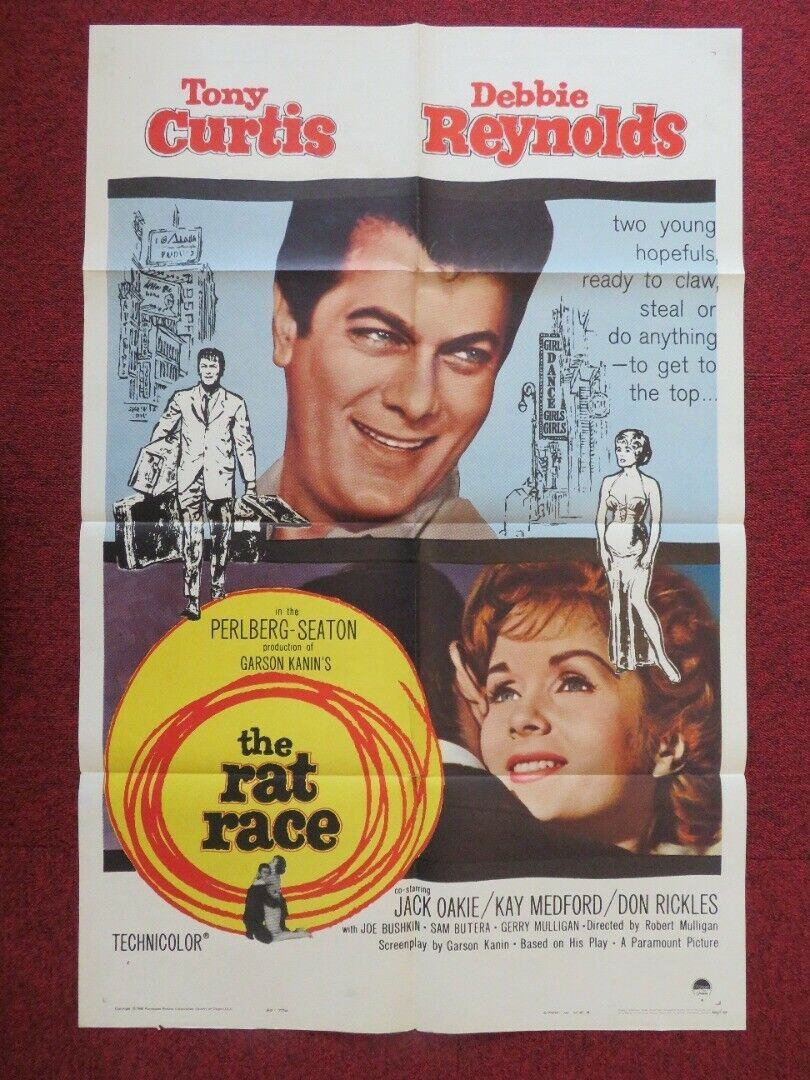 Tony
Curtis
Debbie
Reynolds
two young
hopefuls,
ready to claw,
steal or
do anything
—to get to
the top...
GIRL
DANCE
GIRLS
GIRLS
in the
PERLBERG-SEATON
production of
GARSON KANIN'S
the
rat
race
co-starring
JACK OAKIE/KAY MEDFORD/DON RICKLES
with JOE BUSHKIN · SAM BUTERA · GERRY MULLIGAN · Directed by Robert Mulligan
Screenplay by Garson Kanin · Based on His Play · A Paramount Picture
TECHNICOLOR®